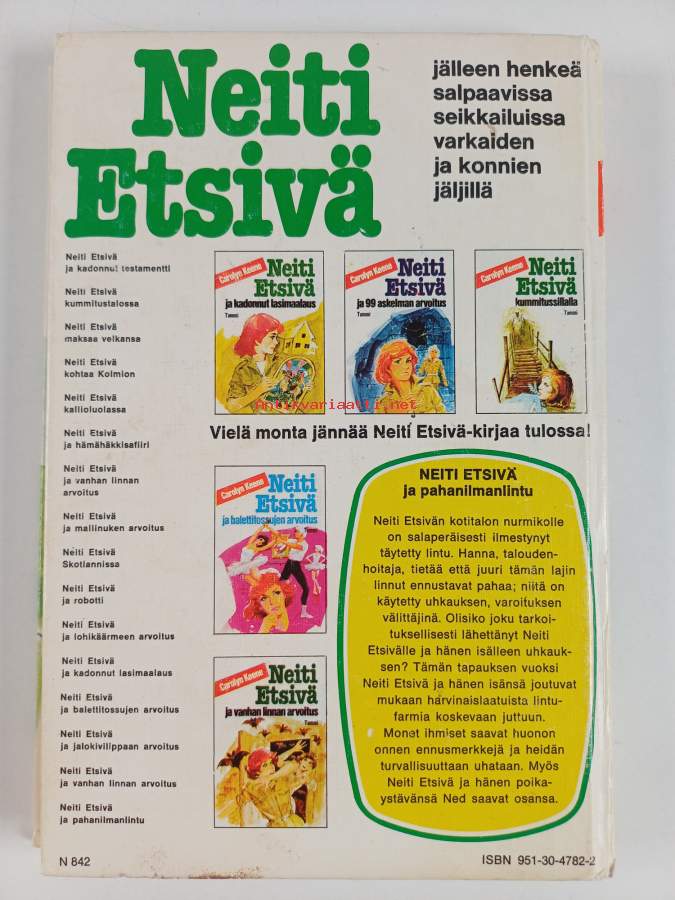 Neiti
Etsivä
jälleen henkeä
salpaavissa
seikkailuissa
varkaiden
ja konnien
jäljillä
Neiti Etsivä
ja kadonnut testamentti
Neiti Etsivä
kummitustalossa
Neiti Etsivä
maksaa velkansa
Neiti Etsivä
kohtaa Kolmion
Neiti Etsivä
kallioluolassa
Neiti Etsivä
ja hämähäkkisafiiri
Neiti Etsivä
ja vanhan linnan
arvoitus
Neiti Etsivä
ja mallinuken arvoitus
Neiti Etsivä
Skotlannissa
Neiti Etsivä
ja robotti
Neiti Etsivä
ja lohikäärmeen arvoitus
Neiti Etsivä
ja kadonnut lasimaalaus
Neiti Etsivä
ja balettitossujen arvoitus
Neiti Etsivä
ja jalokivilippaan arvoitus
Neiti Etsivä
ja vanhan linnan arvoitus
Neiti Etsivä
ja pahanilmanlintu
Carolyn Keene
Neiti
Etsivä
ja kadonnut lasimaalaus
Tammi
Carolyn Keene
Neiti
Etsivä
ja 99 askelman arvoitus
Tammi
Carolyn Keene
Neiti
Etsivä
kummitussillalla
Tammi
antikvariaatti.net
Vielä monta jännää Neiti Etsivä-kirjaa tulossa!
Carolyn Keene
Neiti
Etsivä
ja balettitossujen arvoitus
Tammi
Carolyn Keene
Neiti
Etsivä
ja vanhan linnan arvoitus
Tammi
NEITI ETSIVÄ
ja pahanilmanlintu
Neiti Etsivän kotitalon nurmikolle
on salaperäisesti ilmestynyt
täytetty lintu. Hanna, talouden-
hoitaja, tietää että juuri tämän lajin
linnut ennustavat pahaa; niitä on
käytetty uhkauksen, varoituksen
välittäjinä. Olisiko joku tarkoi-
tuksellisesti lähettänyt Neiti
Etsivälle ja hänen isälleen uhkauk-
sen? Tämän tapauksen vuoksi
Neiti Etsivä ja hänen isänsä joutuvat
mukaan harvinaislaatuista lintu-
farmia koskevaan juttuun.
Monet ihmiset saavat huonon
onnen ennusmerkkejä ja heidän
turvallisuuttaan uhataan. Myös
Neiti Etsivä ja hänen poika-
ystävänsä Ned saavat osansa.
N 842
ISBN 951-30-4782-2